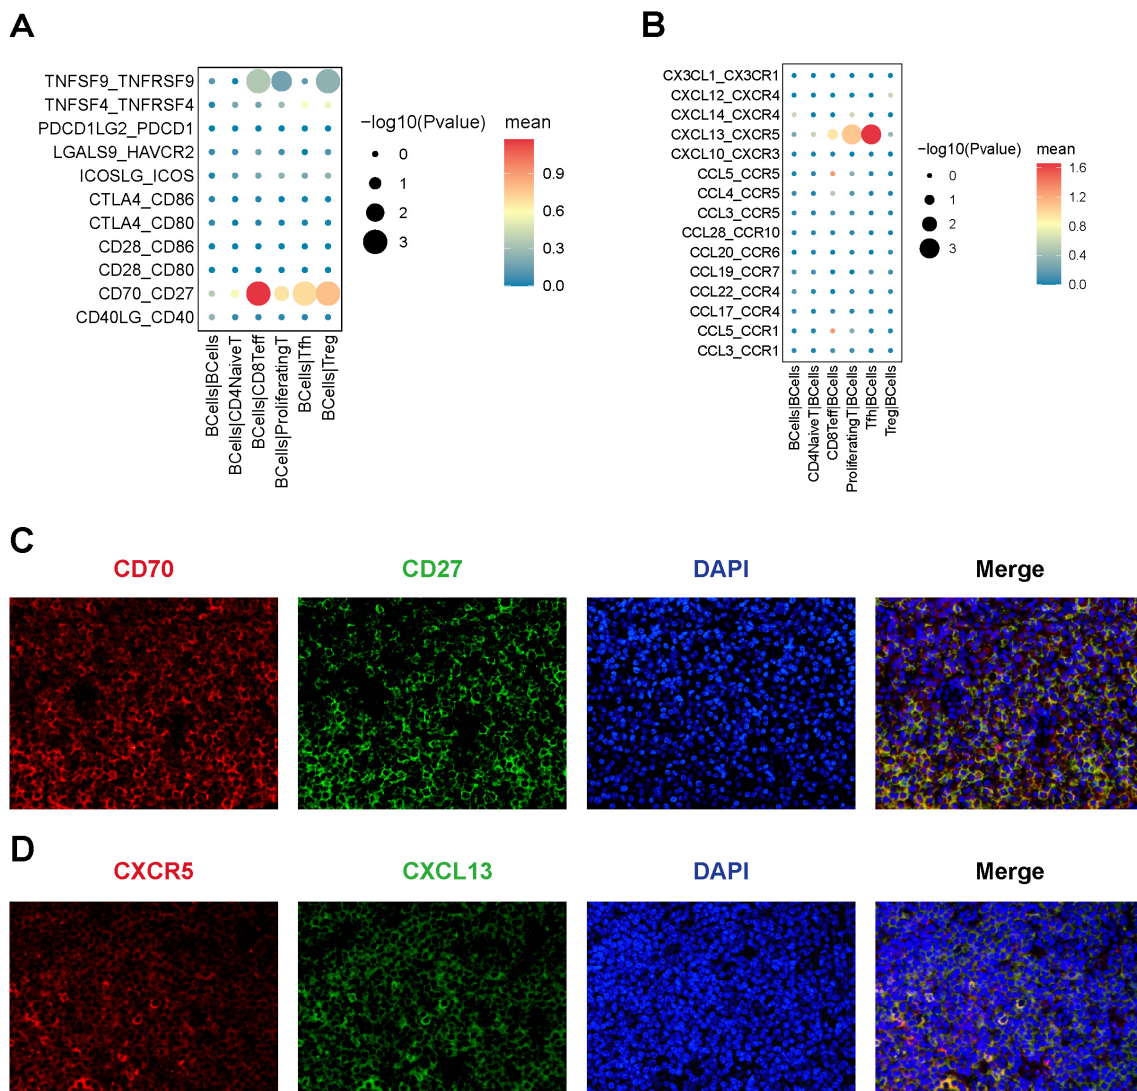 A
TNFSF9_TNFRSF9
TNFSF4_TNFRSF4
PDCD1LG2_PDCD1
LGALS9_HAVCR2
ICOSLG_ICOS
CTLA4_CD86
CTLA4_CD80
CD28_CD86
CD28_CD80
CD70_CD27
CD40LG_CD40
BCells|BCells
BCells|CD4NaiveT
BCells|CD8Teff
BCells|ProliferatingT
BCells|Tfh
BCells|Treg
−log10(Pvalue)
0
1
2
3
mean
0.9
0.6
0.3
0.0
B
CX3CL1_CX3CR1
CXCL12_CXCR4
CXCL14_CXCR4
CXCL13_CXCR5
CXCL10_CXCR3
CCL5_CCR5
CCL4_CCR5
CCL3_CCR5
CCL28_CCR10
CCL20_CCR6
CCL19_CCR7
CCL22_CCR4
CCL17_CCR4
CCL5_CCR1
CCL3_CCR1
BCells|BCells
CD4NaiveT|BCells
CD8Teff|BCells
ProliferatingT|BCells
Tfh|BCells
Treg|BCells
−log10(Pvalue)
0
1
2
3
mean
1.6
1.2
0.8
0.4
0.0
C
CD70 CD27 DAPI Merge
D
CXCR5 CXCL13 DAPI Merge